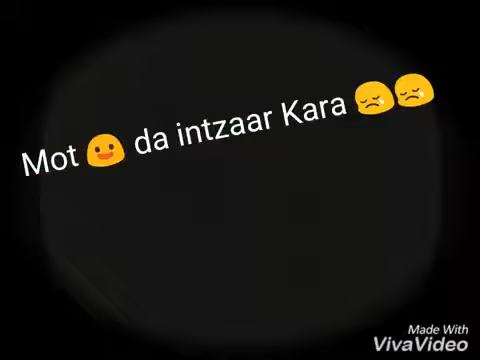 Mot 😃 da intzaar Kara 😢😢
Made With
VivaVideo